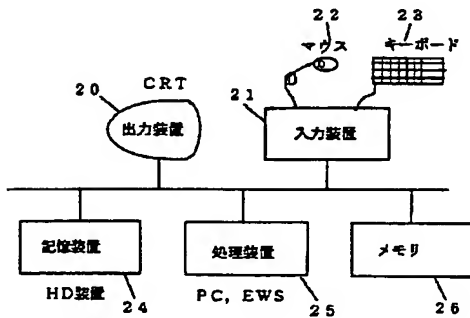 22
マウス
23
キーボード
20
CRT
出力装置
21
入力装置
記憶装置
処理装置
メモリ
HD装置
24
PC, EWS
25
26